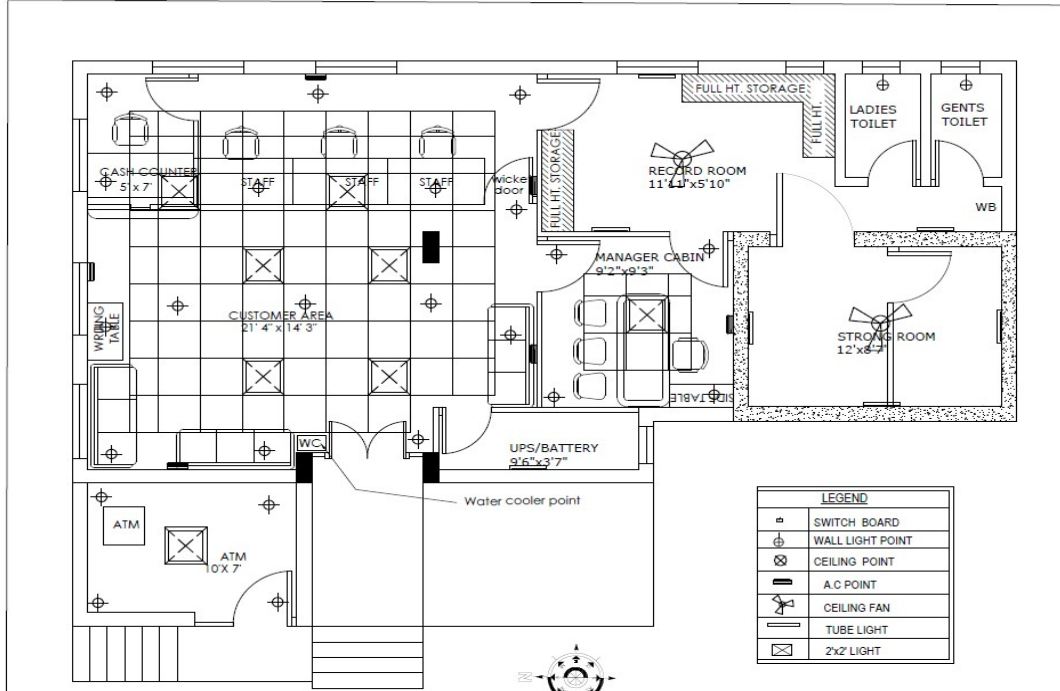 FULL HT. STORAGE
FULL HT.
LADIES
TOILET
GENTS
TOILET
CASH COUNTER
5' x 7'
STAFF
STAFF
STAFF
wicket
door
FULL HT. STORAGE
RECORD ROOM
11'11"x5'10"
WB
MANAGER CABIN
9'2"x9'3"
WRITING
TABLE
CUSTOMER AREA
21' 4" x 14' 3"
STRONG ROOM
12'x8'7"
SIDE TABLE
WC
UPS/BATTERY
9'6"x3'7"
Water cooler point
ATM
ATM
10'X 7'
LEGEND
SWITCH BOARD
WALL LIGHT POINT
CEILING POINT
A.C POINT
CEILING FAN
TUBE LIGHT
2'x2' LIGHT
N